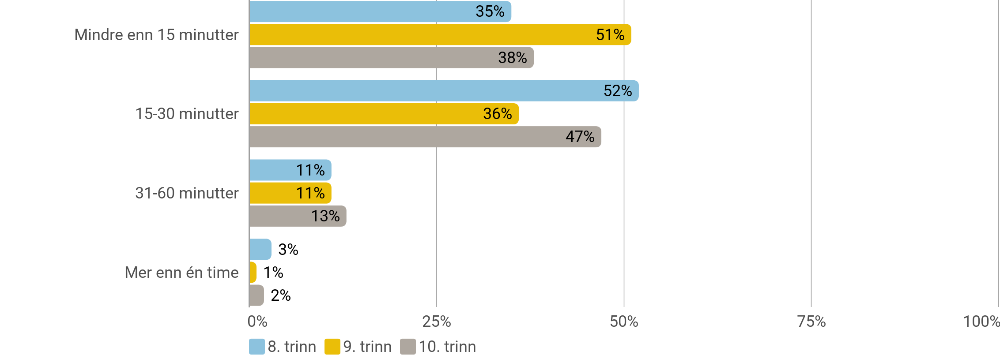 35%
Mindre enn 15 minutter
51%
38%
52%
15-30 minutter
36%
47%
11%
31-60 minutter
11%
13%
3%
Mer enn én time
1%
2%
0% 25% 50% 75% 100%
8. trinn 9. trinn 10. trinn